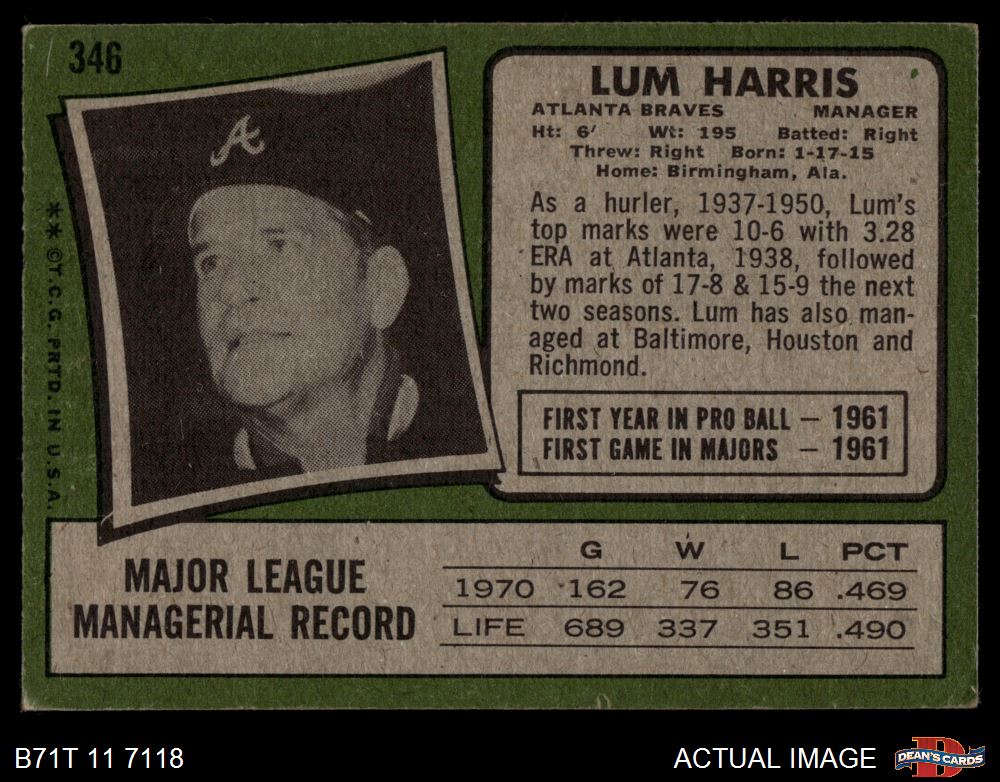 346
A
** ©T.C.G. PRTD. IN U.S.A.
LUM HARRIS
ATLANTA BRAVES MANAGER
Ht: 6' Wt: 195 Batted: Right
Threw: Right Born: 1-17-15
Home: Birmingham, Ala.
As a hurler, 1937-1950, Lum's
top marks were 10-6 with 3.28
ERA at Atlanta, 1938, followed
by marks of 17-8 & 15-9 the next
two seasons. Lum has also man-
aged at Baltimore, Houston and
Richmond.
FIRST YEAR IN PRO BALL — 1961
FIRST GAME IN MAJORS — 1961
MAJOR LEAGUE
MANAGERIAL RECORD
G W L PCT
1970 162 76 86 .469
LIFE 689 337 351 .490
B71T 11 7118
ACTUAL IMAGE
D
DEAN'S CARDS